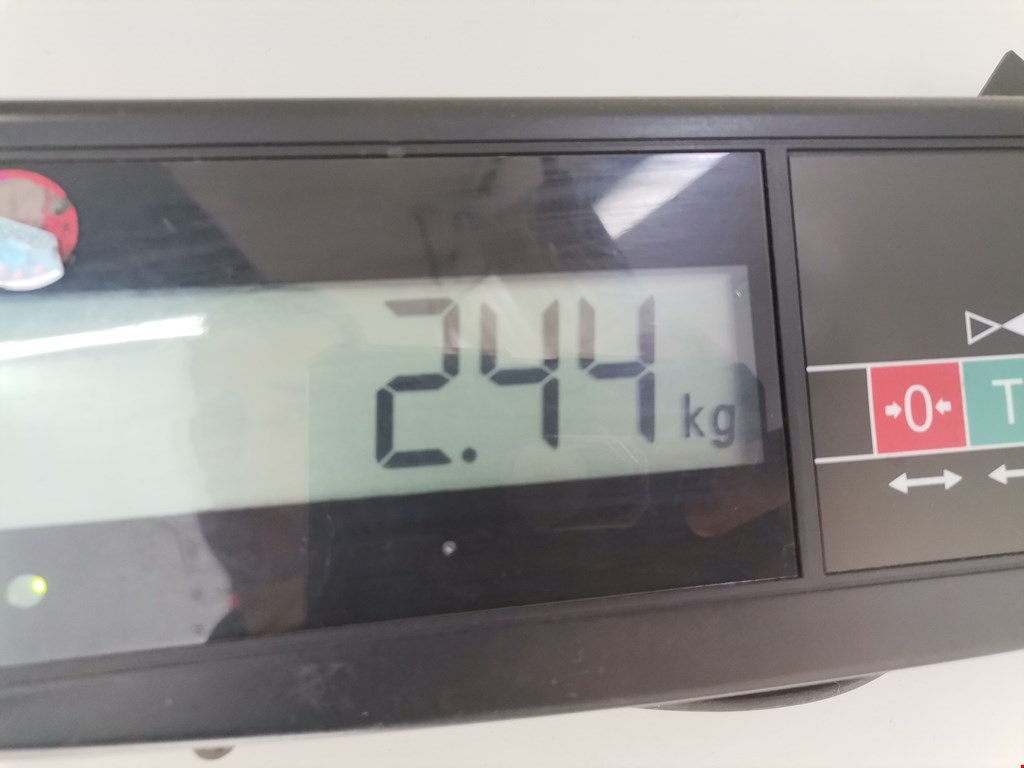 2.44 kg
→0← T